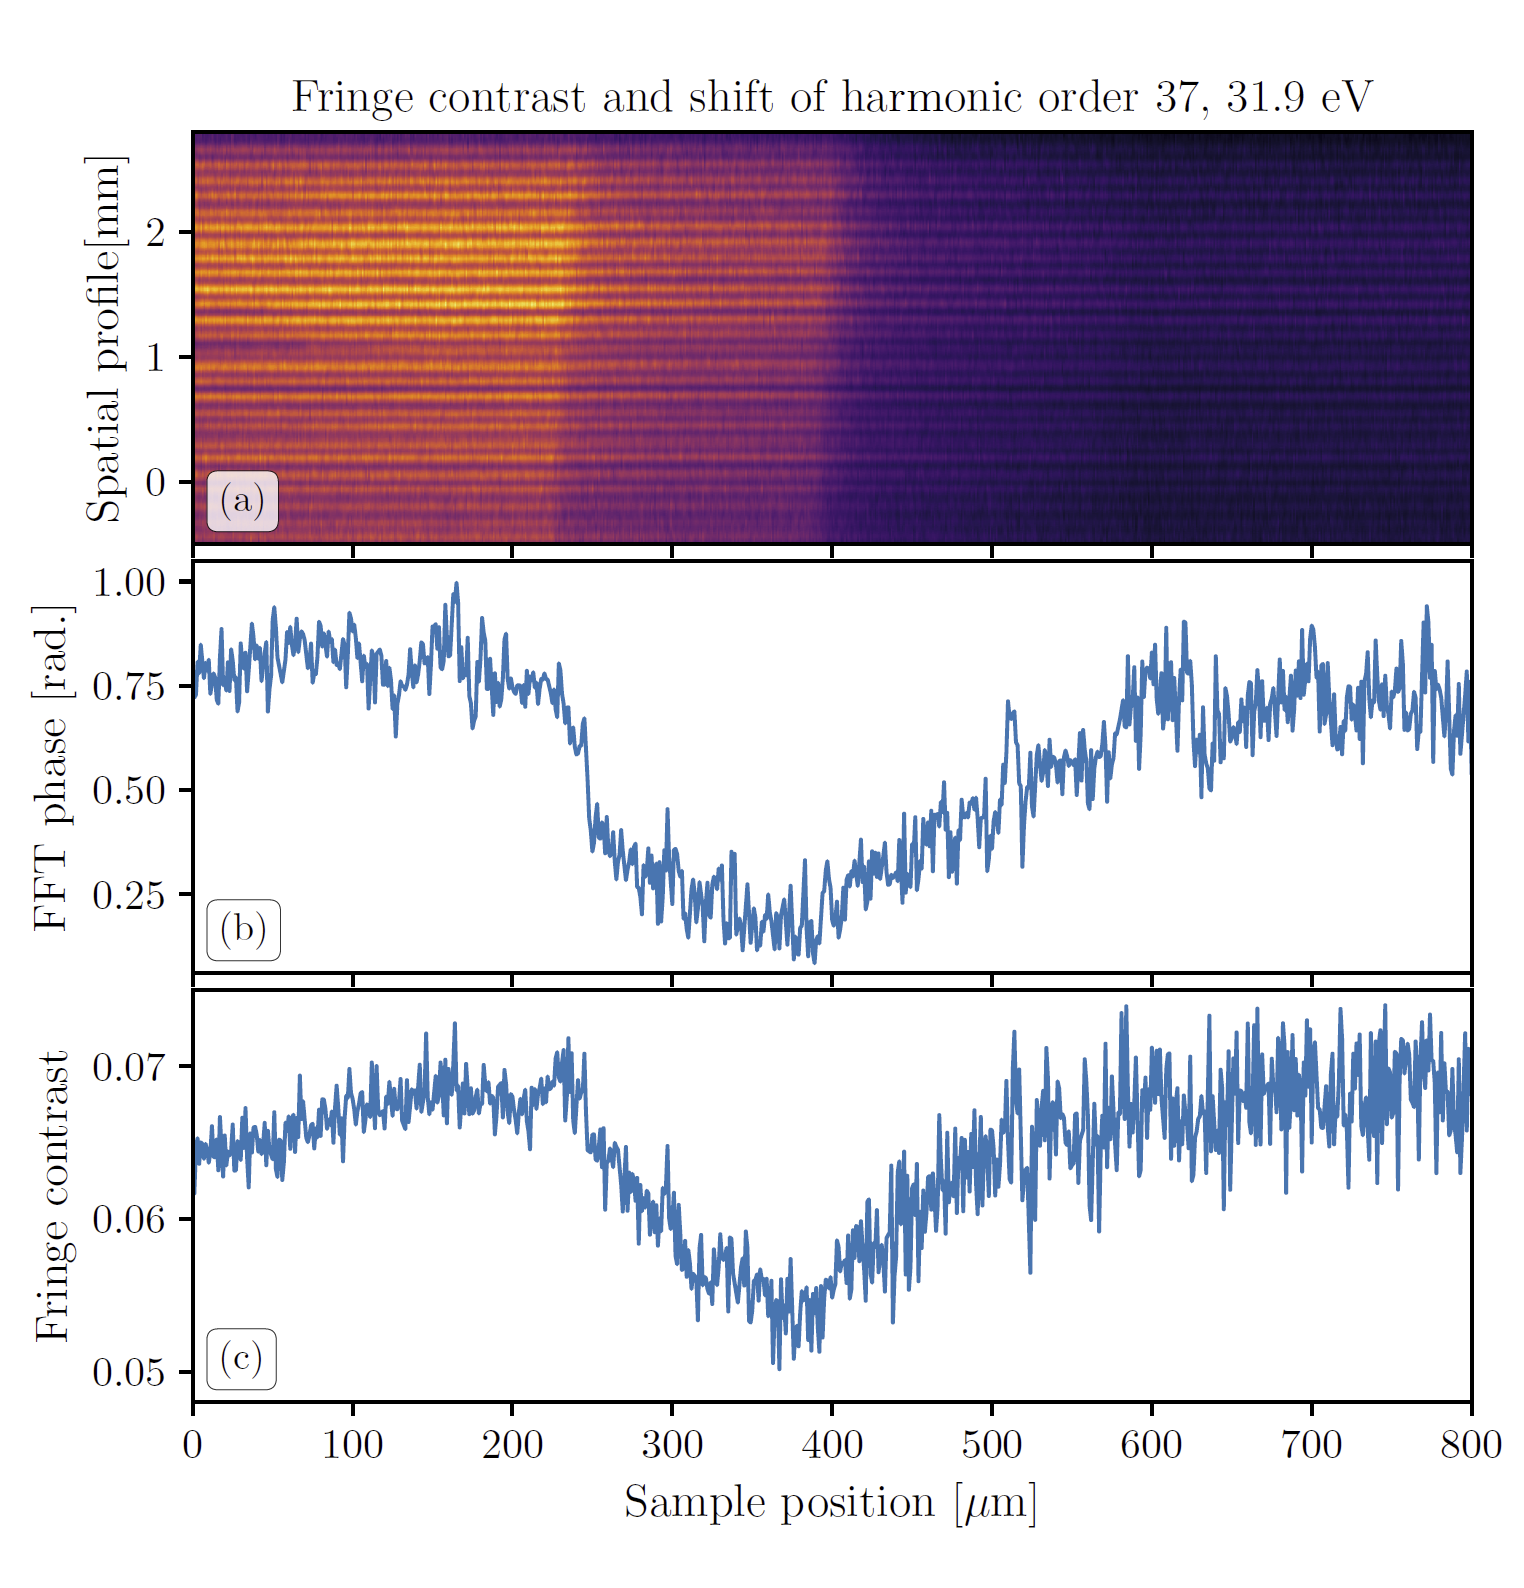 Fringe contrast and shift of harmonic order 37, 31.9 eV
Spatial profile[mm]
2
1
0
(a)
FFT phase [rad.]
1.00
0.75
0.50
0.25
(b)
Fringe contrast
0.07
0.06
0.05
(c)
0 100 200 300 400 500 600 700 800
Sample position [μm]